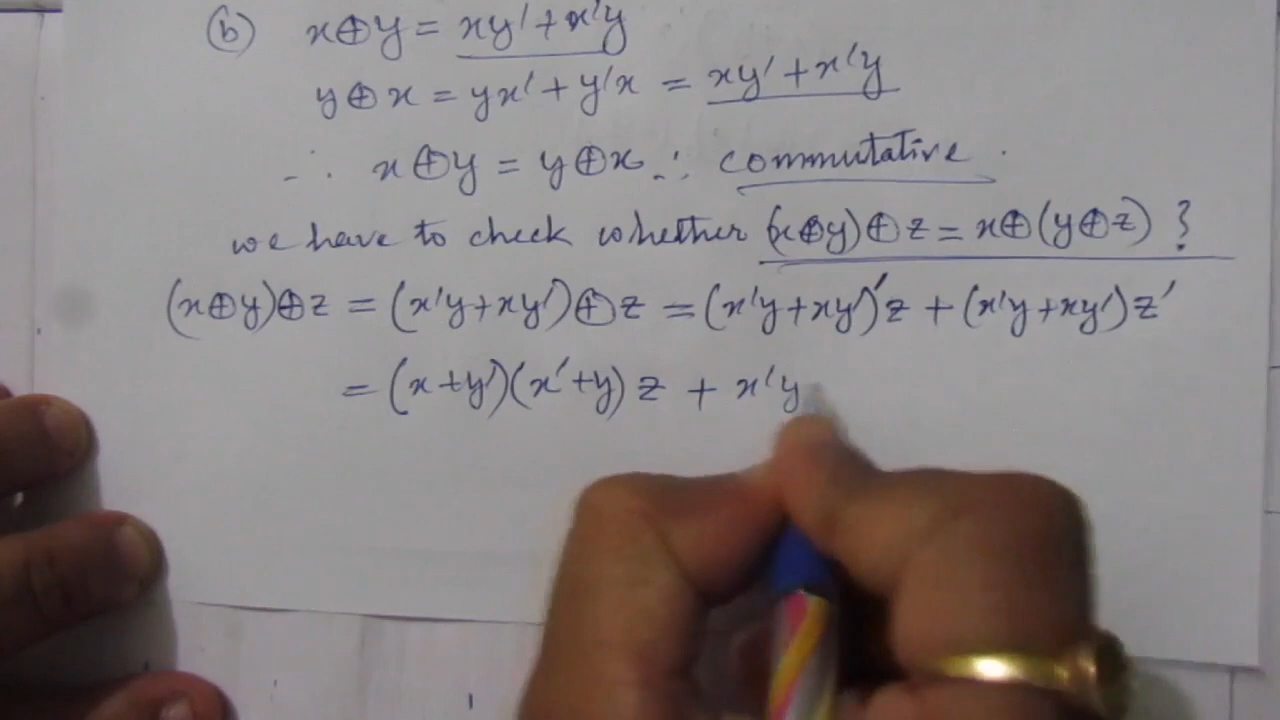 (b) x⊕y = xy' + x'y
y⊕x = yx' + y'x = xy' + x'y
∴ x⊕y = y⊕x ∴ commutative.
we have to check whether (x⊕y)⊕z = x⊕(y⊕z) ?
(x⊕y)⊕z = (x'y+xy')⊕z = (x'y+xy')'z + (x'y+xy')z'
= (x+y')(x'+y)z + x'y